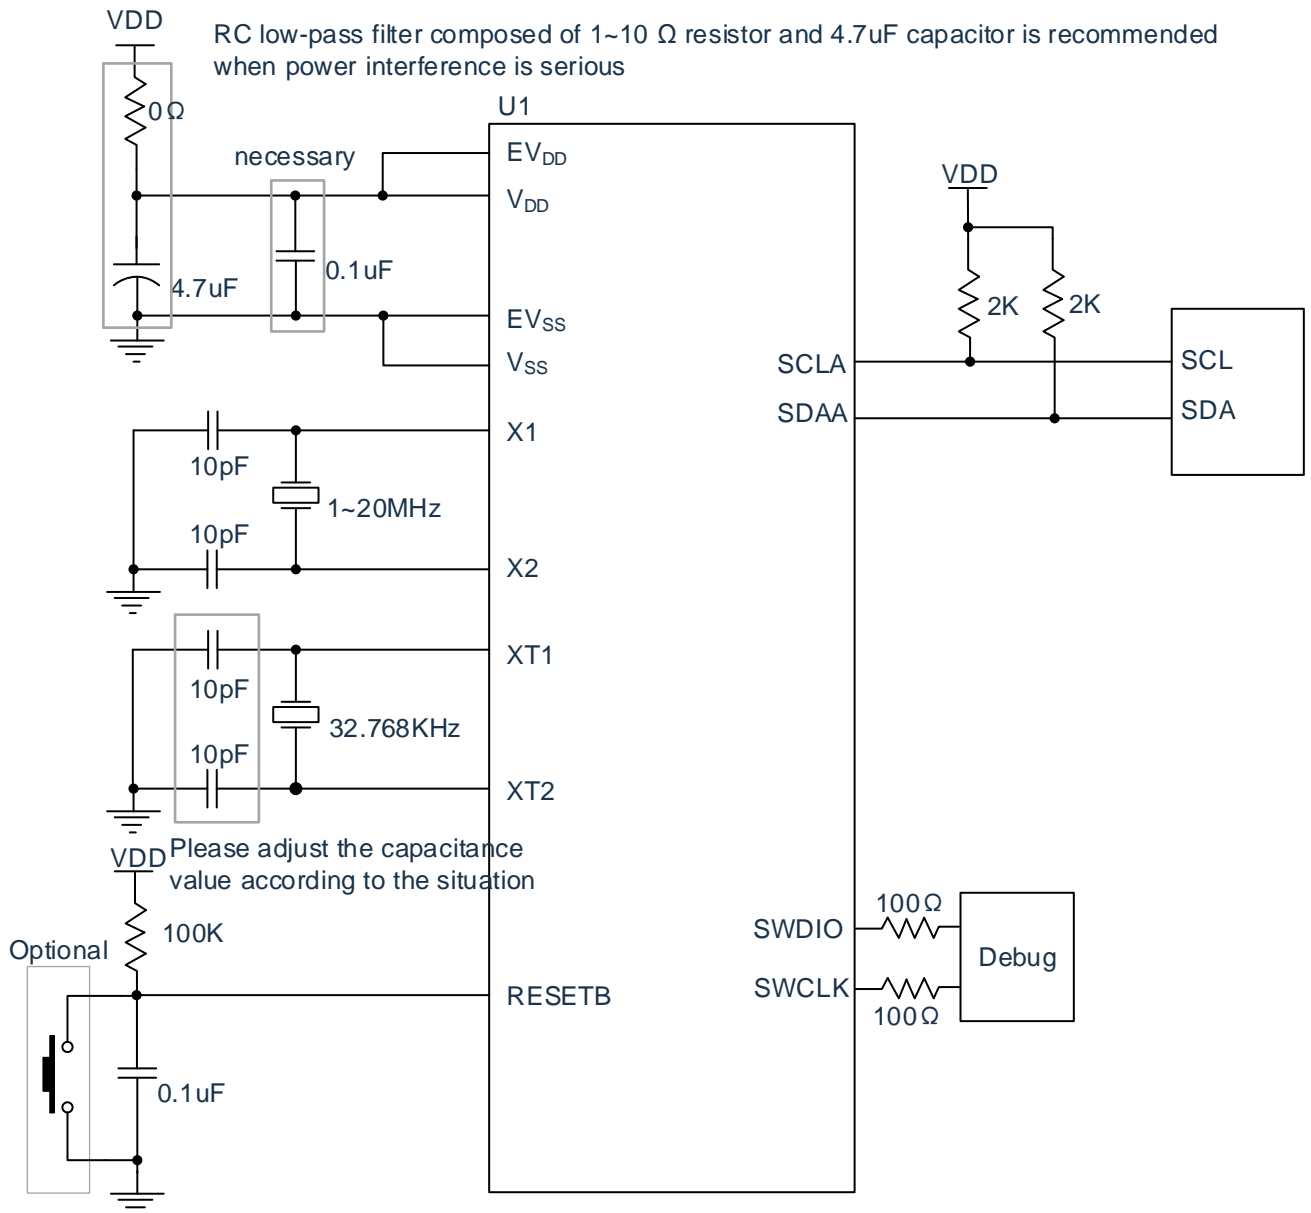 VDD
RC low-pass filter composed of 1~10 Ω resistor and 4.7uF capacitor is recommended
when power interference is serious
0Ω
U1
necessary
EVDD
VDD
VDD
0.1uF
4.7uF
2K
2K
EVSS
VSS
SCLA
SCL
SDAA
SDA
X1
10pF
1~20MHz
10pF
X2
XT1
10pF
32.768KHz
10pF
XT2
Please adjust the capacitance
value according to the situation
VDD
100K
Optional
RESETB
0.1uF
100Ω
SWDIO
Debug
SWCLK
100Ω